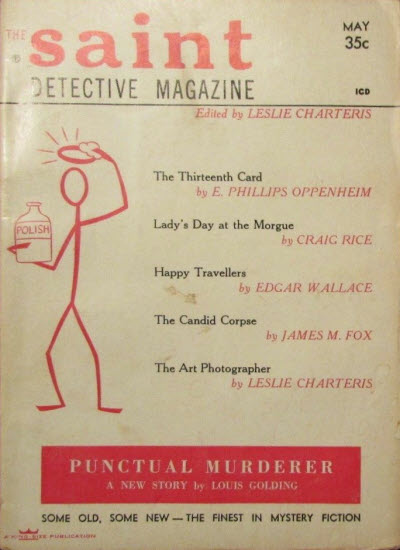 THE
saint
®
DETECTIVE MAGAZINE
MAY
35c
ICD
Edited by LESLIE CHARTERIS
POLISH
The Thirteenth Card
by E. PHILLIPS OPPENHEIM
Lady's Day at the Morgue
by CRAIG RICE
Happy Travellers
by EDGAR WALLACE
The Candid Corpse
by JAMES M. FOX
The Art Photographer
by LESLIE CHARTERIS
PUNCTUAL MURDERER
A NEW STORY by LOUIS GOLDING
SOME OLD, SOME NEW — THE FINEST IN MYSTERY FICTION
A KING-SIZE PUBLICATION